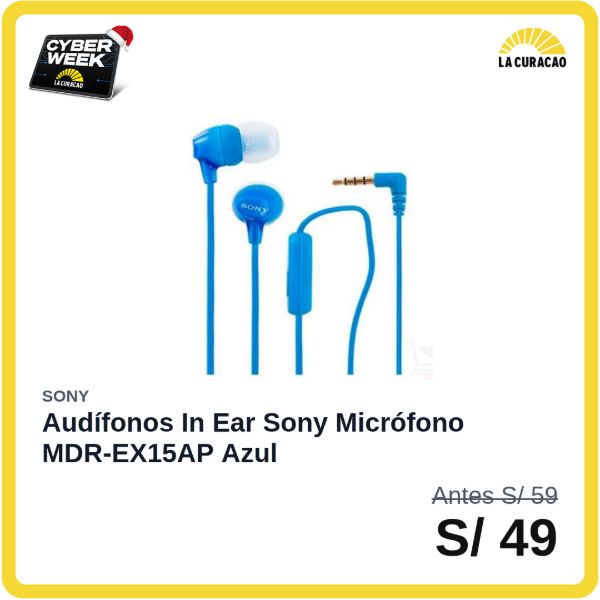 CYBER
WEEK
LA CURACAO
LA CURACAO
SONY
SONY
Audífonos In Ear Sony Micrófono
MDR-EX15AP Azul
Antes S/ 59
S/ 49